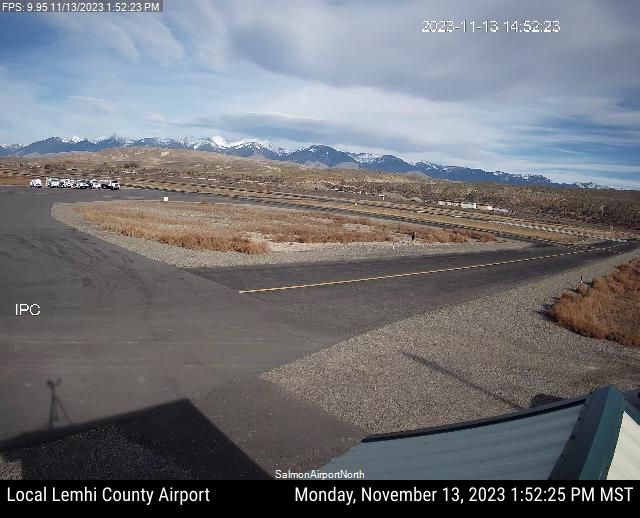 FPS: 9.95 11/13/2023 1:52:23 PM
2023-11-13 14:52:23
IPC
SalmonAirportNorth
Local Lemhi County Airport
Monday, November 13, 2023 1:52:25 PM MST